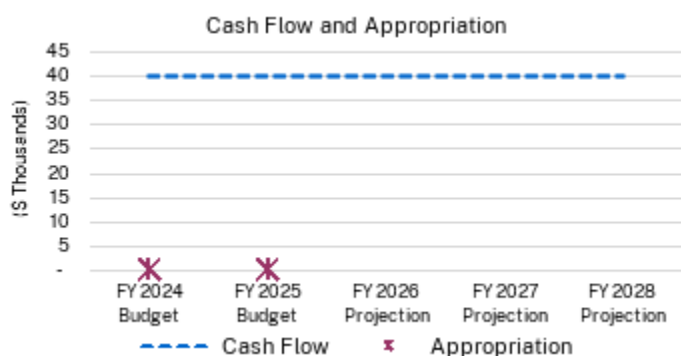 Cash Flow and Appropriation
($ Thousands)
45
40
35
30
25
20
15
10
5
-
FY 2024 FY 2025 FY 2026 FY 2027 FY 2028
Budget Budget Projection Projection Projection
Cash Flow Appropriation